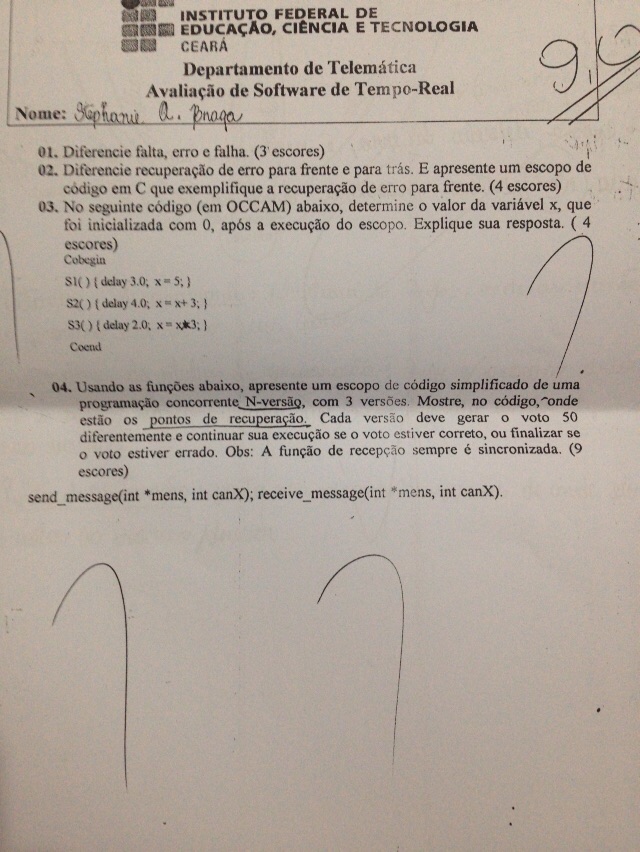 INSTITUTO FEDERAL DE
EDUCAÇÃO, CIÊNCIA E TECNOLOGIA
CEARÁ
Departamento de Telemática
Avaliação de Software de Tempo-Real
9,0
Nome: Stephanie A. Braga
01. Diferencie falta, erro e falha. (3 escores)
02. Diferencie recuperação de erro para frente e para trás. E apresente um escopo de
código em C que exemplifique a recuperação de erro para frente. (4 escores)
03. No seguinte código (em OCCAM) abaixo, determine o valor da variável x, que
foi inicializada com 0, após a execução do escopo. Explique sua resposta. ( 4
escores)
Cobegin
S1( ) { delay 3.0; x = 5; }
S2( ) { delay 4.0; x = x+ 3; }
S3( ) { delay 2.0; x = x*3; }
Coend
04. Usando as funções abaixo, apresente um escopo de código simplificado de uma
programação concorrente N-versão, com 3 versões. Mostre, no código, onde
estão os pontos de recuperação. Cada versão deve gerar o voto 50
diferentemente e continuar sua execução se o voto estiver correto, ou finalizar se
o voto estiver errado. Obs: A função de recepção sempre é sincronizada. (9
escores)
send_message(int *mens, int canX); receive_message(int *mens, int canX).